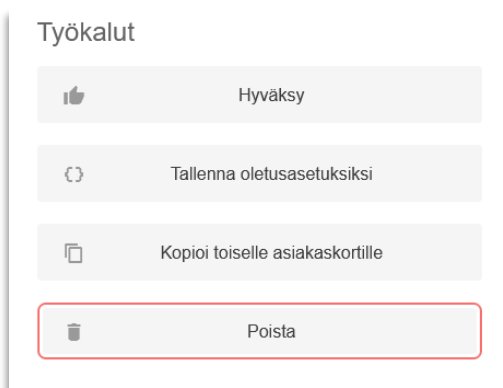 Työkalut
Hyväksy
Tallenna oletusasetuksiksi
Kopioi toiselle asiakaskortille
Poista